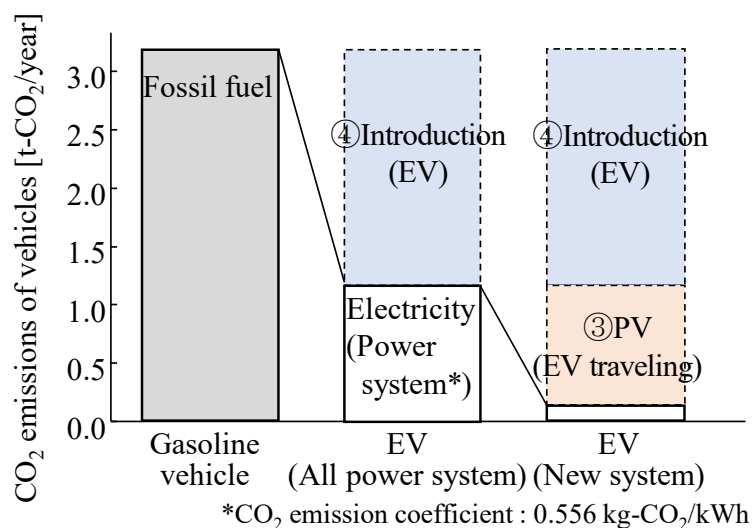 CO₂ emissions of vehicles [t-CO₂/year]
3.0
2.5
2.0
1.5
1.0
0.5
0.0
Fossil fuel
④Introduction
(EV)
④Introduction
(EV)
Electricity
(Power
system*)
③PV
(EV traveling)
Gasoline
vehicle
EV
(All power system)
EV
(New system)
*CO₂ emission coefficient : 0.556 kg-CO₂/kWh